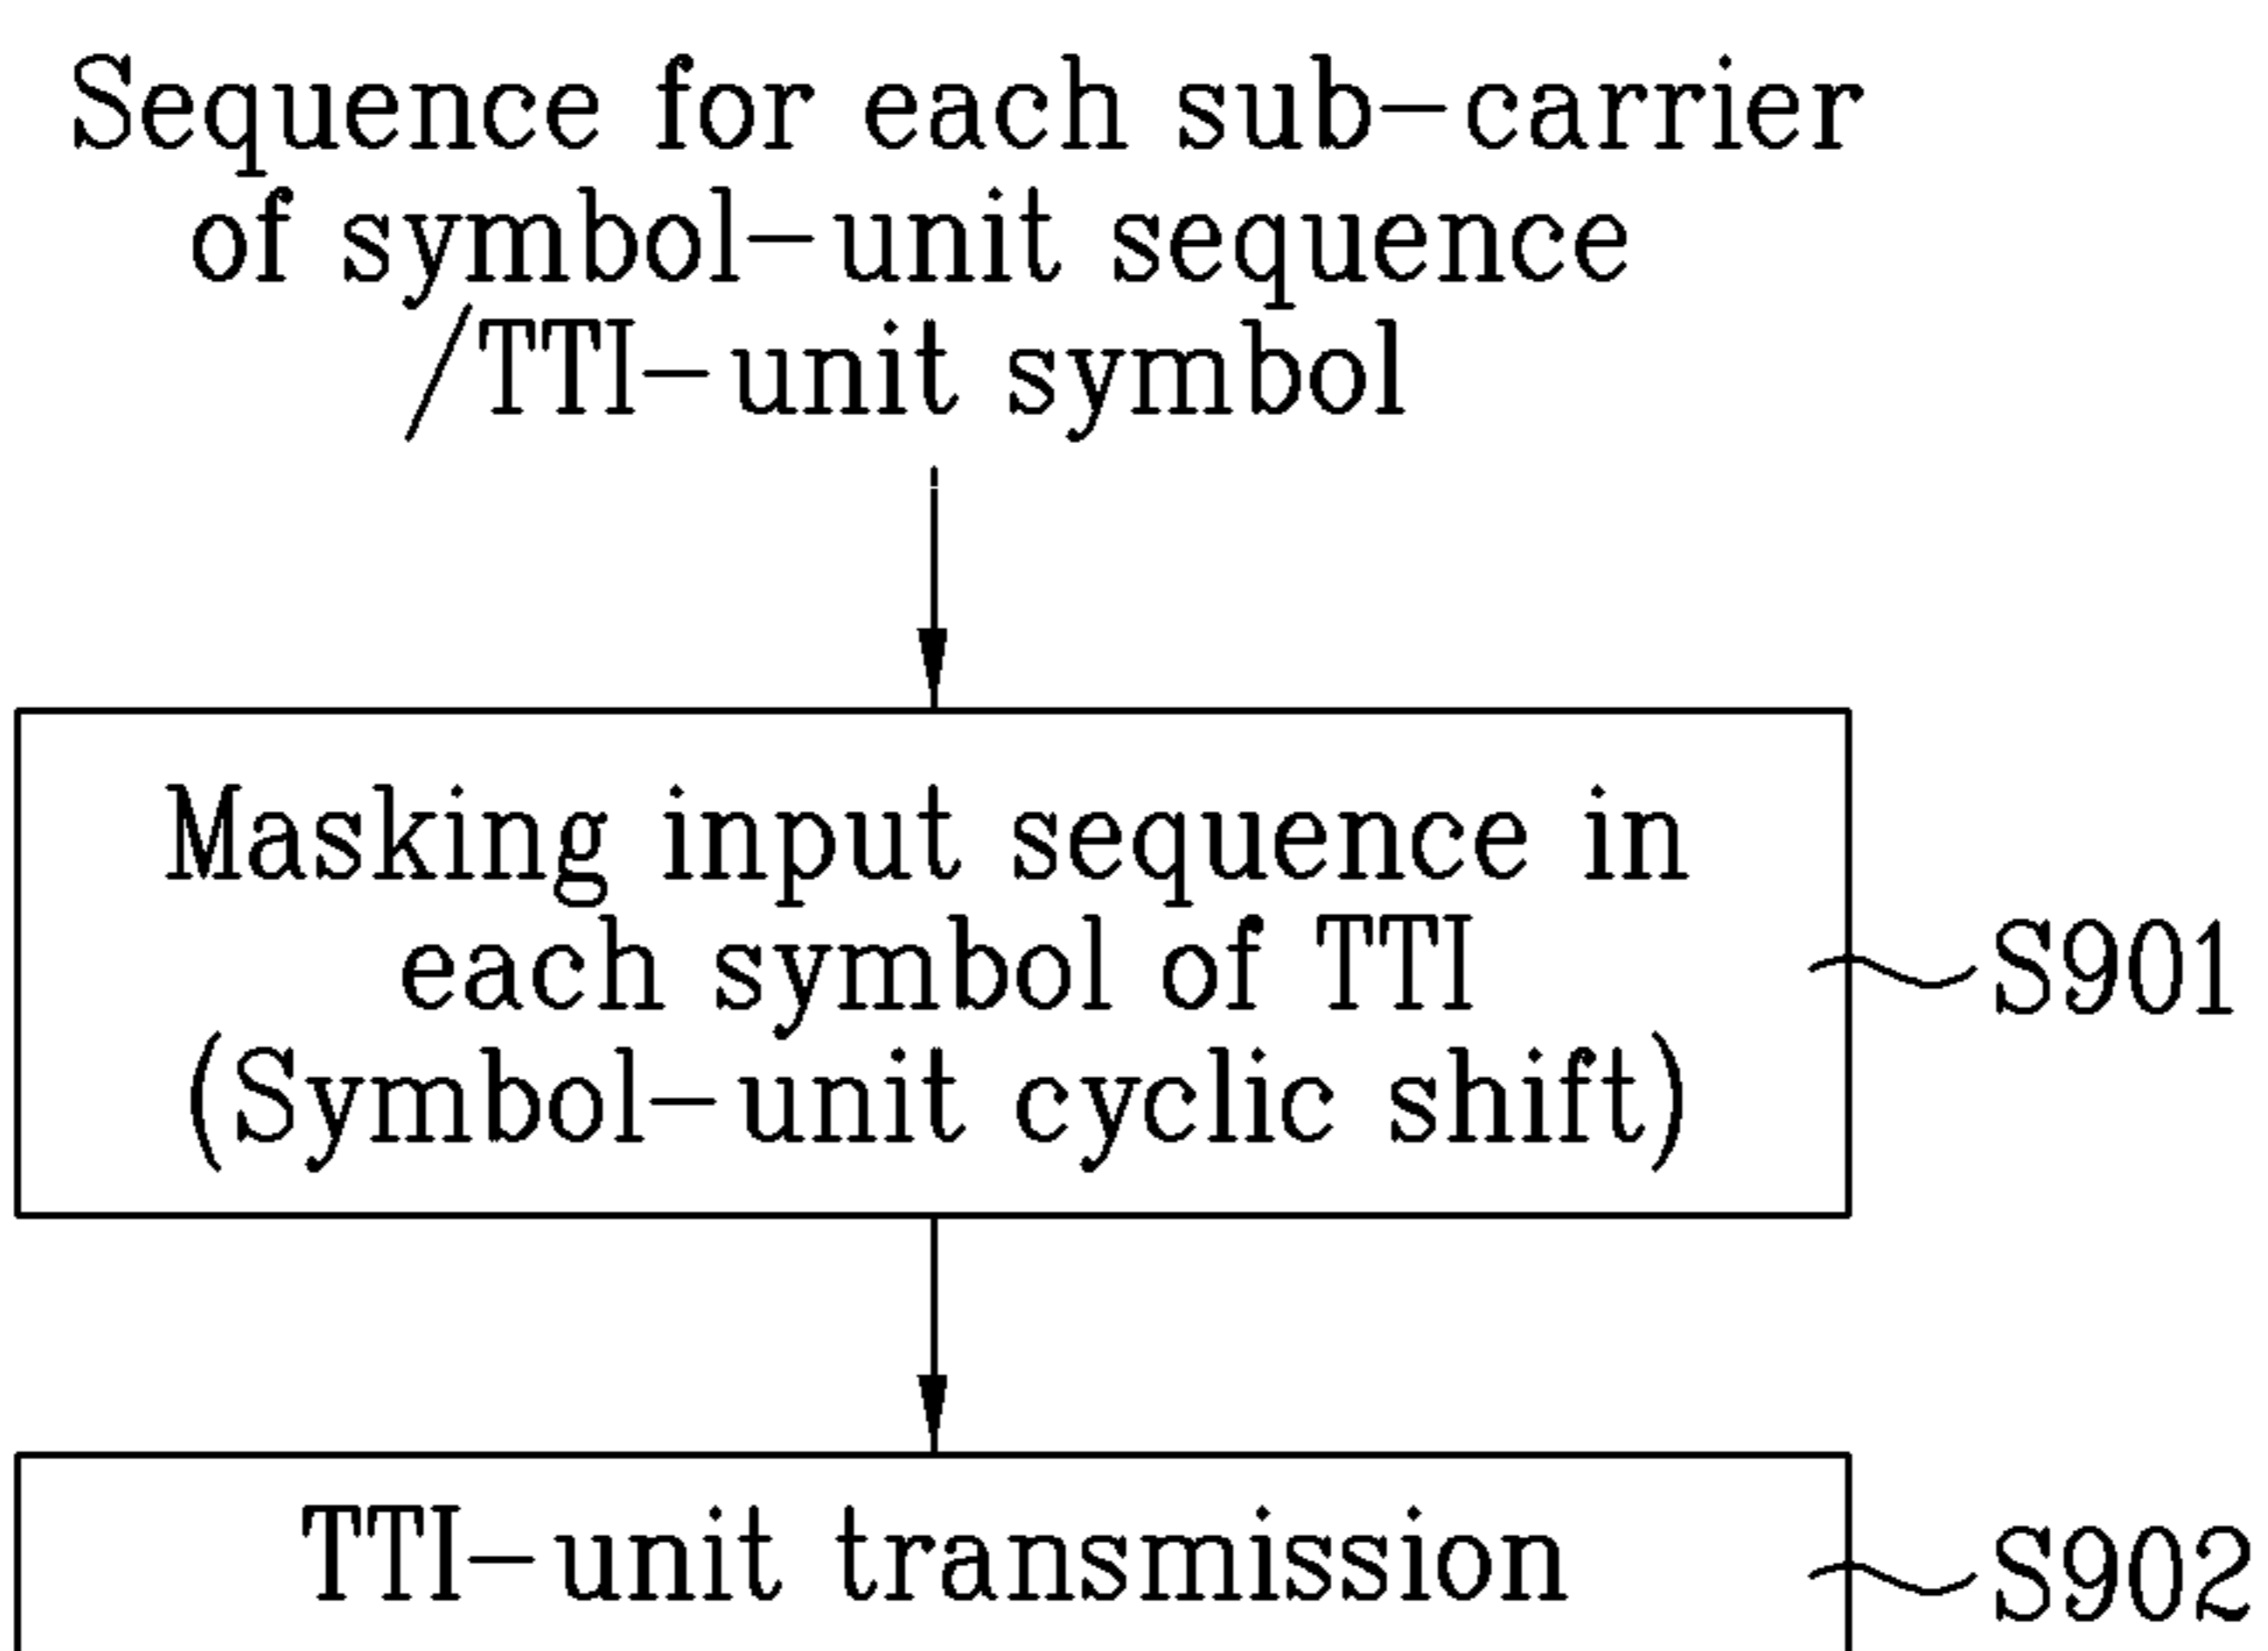 Sequence for each sub-carrier
of symbol-unit sequence
/TTI-unit symbol
Masking input sequence in
each symbol of TTI
(Symbol-unit cyclic shift)
S901
TTI-unit transmission
S902